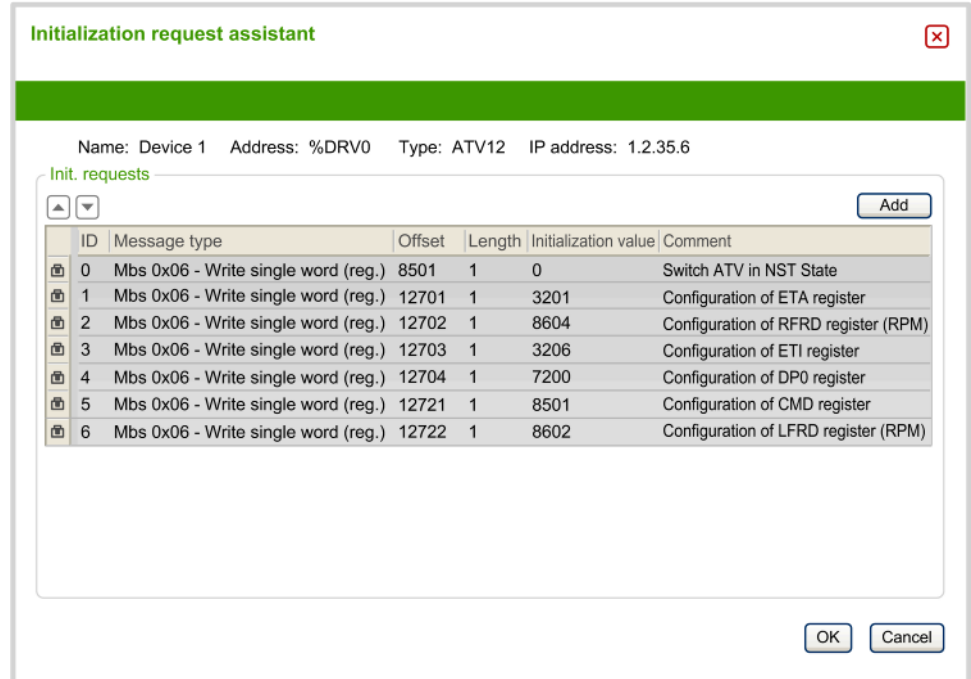 Initialization request assistant
Name: Device 1 Address: %DRV0 Type: ATV12 IP address: 1.2.35.6
Init. requests
Add
ID Message type Offset Length Initialization value Comment
0 Mbs 0x06 - Write single word (reg.) 8501 1 0 Switch ATV in NST State
1 Mbs 0x06 - Write single word (reg.) 12701 1 3201 Configuration of ETA register
2 Mbs 0x06 - Write single word (reg.) 12702 1 8604 Configuration of RFRD register (RPM)
3 Mbs 0x06 - Write single word (reg.) 12703 1 3206 Configuration of ETI register
4 Mbs 0x06 - Write single word (reg.) 12704 1 7200 Configuration of DP0 register
5 Mbs 0x06 - Write single word (reg.) 12721 1 8501 Configuration of CMD register
6 Mbs 0x06 - Write single word (reg.) 12722 1 8602 Configuration of LFRD register (RPM)
OK Cancel